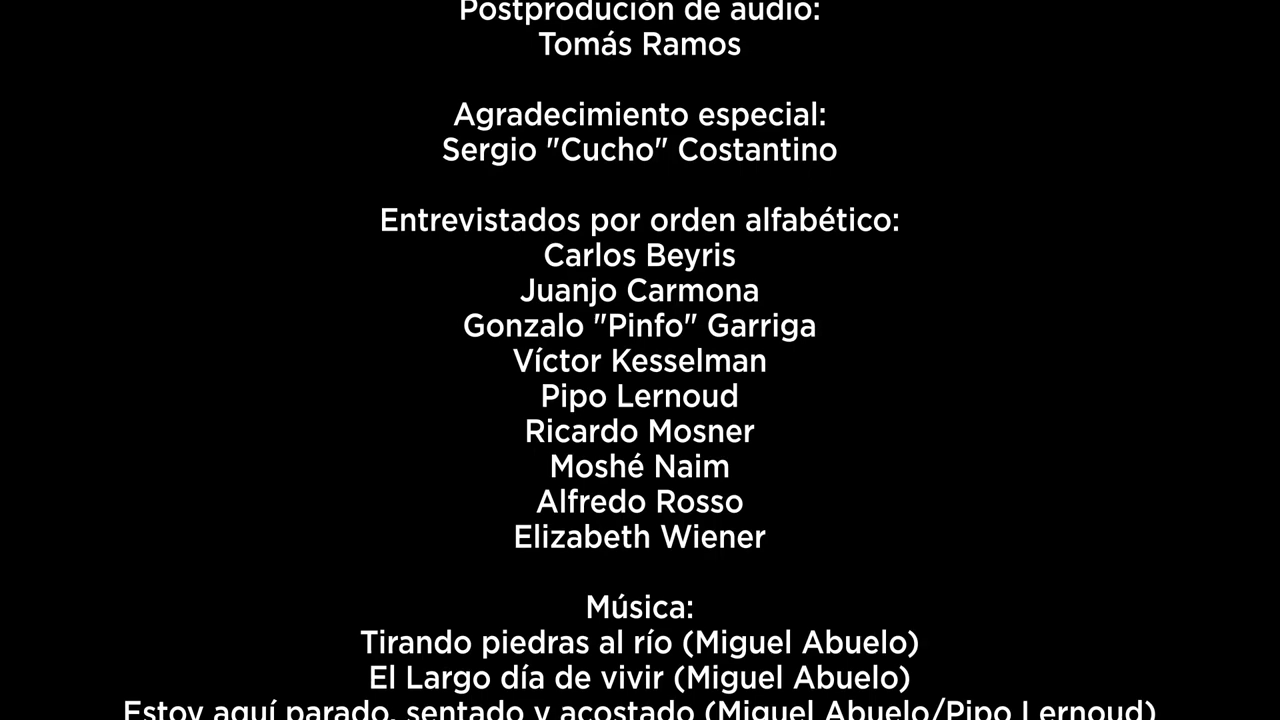 Postprodución de audio:
Tomás Ramos
Agradecimiento especial:
Sergio "Cucho" Costantino
Entrevistados por orden alfabético:
Carlos Beyris
Juanjo Carmona
Gonzalo "Pinfo" Garriga
Víctor Kesselman
Pipo Lernoud
Ricardo Mosner
Moshé Naim
Alfredo Rosso
Elizabeth Wiener
Música:
Tirando piedras al río (Miguel Abuelo)
El Largo día de vivir (Miguel Abuelo)
Estoy aquí parado, sentado y acostado (Miguel Abuelo/Pipo Lernoud)